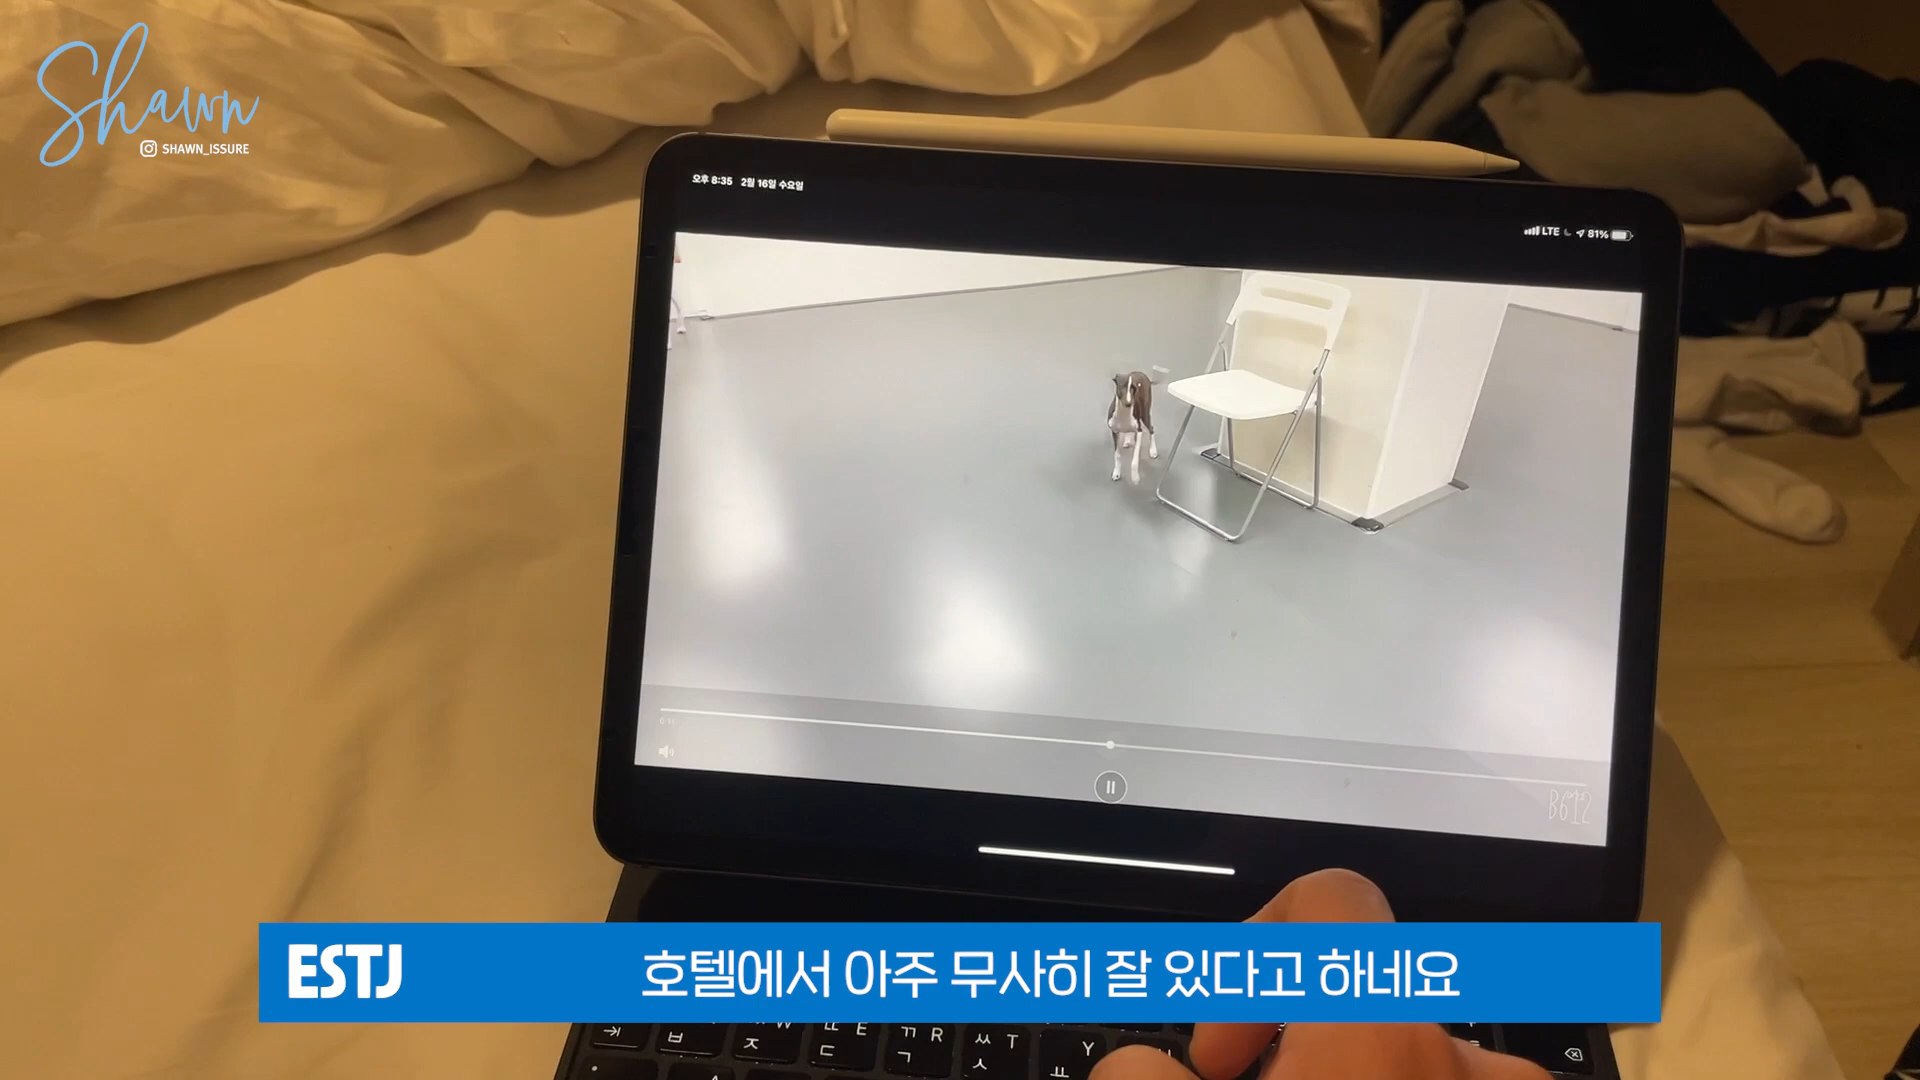 Shawn
SHAWN_ISSURE
오후 8:35 2월 16일 수요일
LTE 81%
B612
ESTJ 호텔에서 아주 무사히 잘 있다고 하네요
W E R T Y
ㅂ ㅈ ㄸ ㄷ ㄲ ㄱ ㅆ ㅅ ㅛ